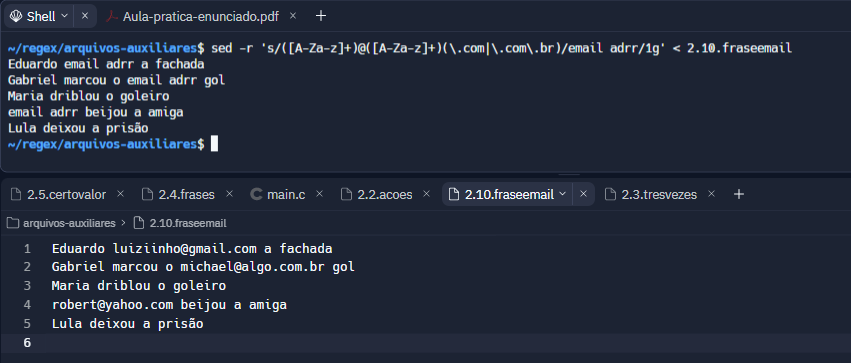 Shell Aula-pratica-enunciado.pdf
~/regex/arquivos-auxiliares$ sed -r 's/([A-Za-z]+)@([A-Za-z]+)(\.com|\.com\.br)/email adrr/1g' < 2.10.fraseemail
Eduardo email adrr a fachada
Gabriel marcou o email adrr gol
Maria driblou o goleiro
email adrr beijou a amiga
Lula deixou a prisão
~/regex/arquivos-auxiliares$
2.5.certovalor 2.4.frases main.c 2.2.acoes 2.10.fraseemail 2.3.tresvezes
arquivos-auxiliares > 2.10.fraseemail
1 Eduardo luiziinho@gmail.com a fachada
2 Gabriel marcou o michael@algo.com.br gol
3 Maria driblou o goleiro
4 robert@yahoo.com beijou a amiga
5 Lula deixou a prisão
6